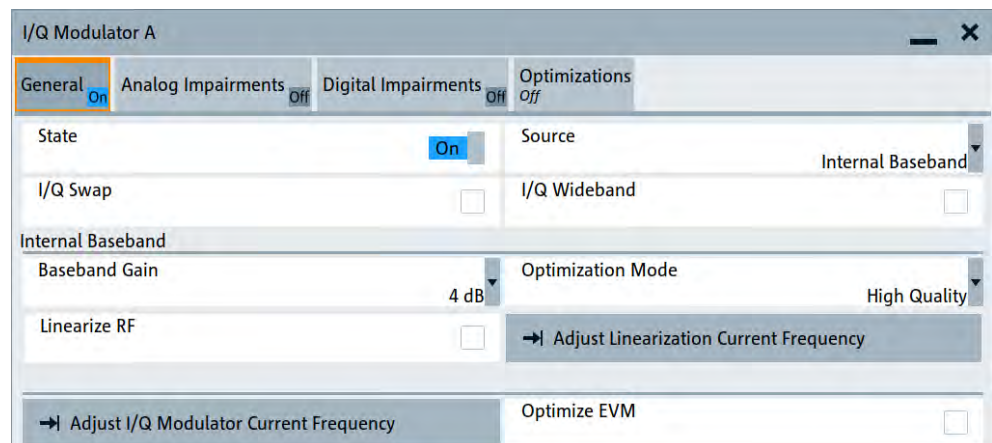 I/Q Modulator A
General On
Analog Impairments Off
Digital Impairments Off
Optimizations
Off
State On
Source
Internal Baseband
I/Q Swap
I/Q Wideband
Internal Baseband
Baseband Gain
4 dB
Optimization Mode
High Quality
Linearize RF
Adjust Linearization Current Frequency
Adjust I/Q Modulator Current Frequency
Optimize EVM